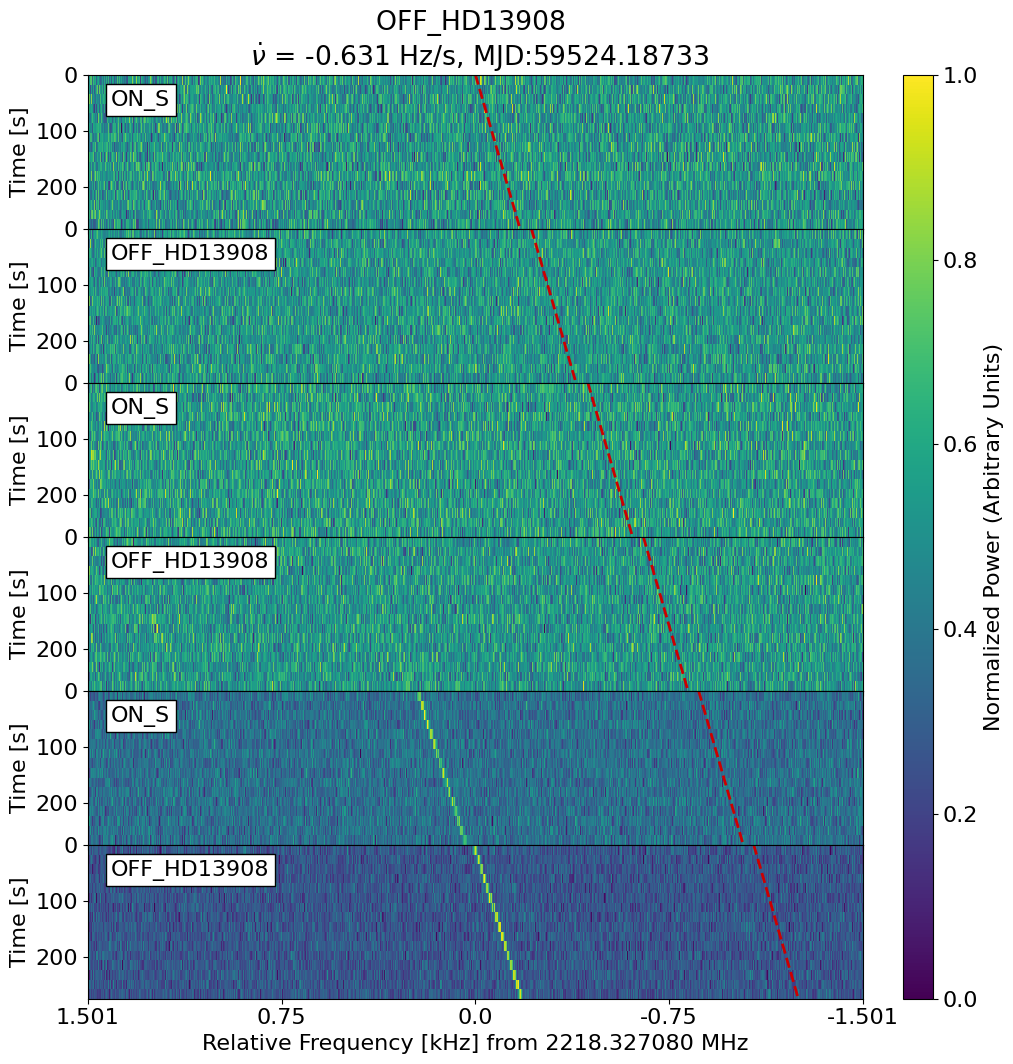 OFF_HD13908
ν̇ = -0.631 Hz/s, MJD:59524.18733
0
100
200
Time [s]
ON_S
0
100
200
Time [s]
OFF_HD13908
0
100
200
Time [s]
ON_S
0
100
200
Time [s]
OFF_HD13908
0
100
200
Time [s]
ON_S
0
100
200
Time [s]
OFF_HD13908
1.501 0.75 0.0 -0.75 -1.501
Relative Frequency [kHz] from 2218.327080 MHz
1.0
0.8
0.6
0.4
0.2
0.0
Normalized Power (Arbitrary Units)